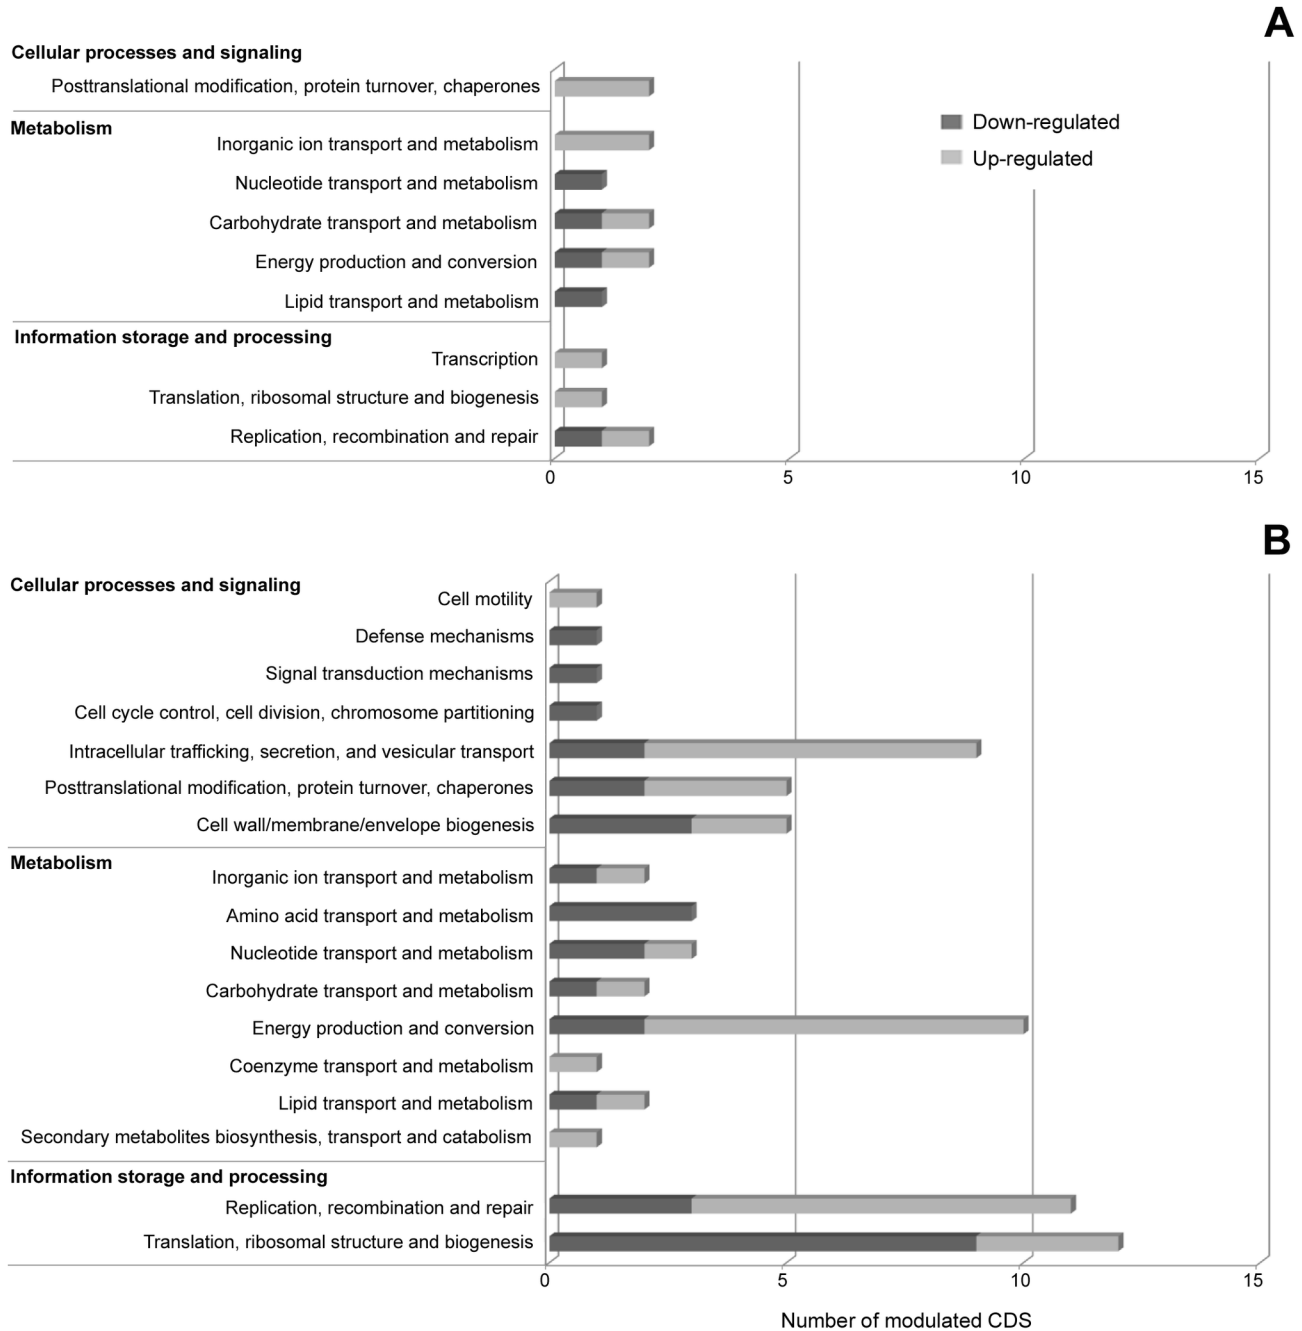 A
Cellular processes and signaling
Posttranslational modification, protein turnover, chaperones
Metabolism
Inorganic ion transport and metabolism
Nucleotide transport and metabolism
Carbohydrate transport and metabolism
Energy production and conversion
Lipid transport and metabolism
Information storage and processing
Transcription
Translation, ribosomal structure and biogenesis
Replication, recombination and repair
Down-regulated
Up-regulated
0 5 10 15
B
Cellular processes and signaling
Cell motility
Defense mechanisms
Signal transduction mechanisms
Cell cycle control, cell division, chromosome partitioning
Intracellular trafficking, secretion, and vesicular transport
Posttranslational modification, protein turnover, chaperones
Cell wall/membrane/envelope biogenesis
Metabolism
Inorganic ion transport and metabolism
Amino acid transport and metabolism
Nucleotide transport and metabolism
Carbohydrate transport and metabolism
Energy production and conversion
Coenzyme transport and metabolism
Lipid transport and metabolism
Secondary metabolites biosynthesis, transport and catabolism
Information storage and processing
Replication, recombination and repair
Translation, ribosomal structure and biogenesis
0 5 10 15
Number of modulated CDS